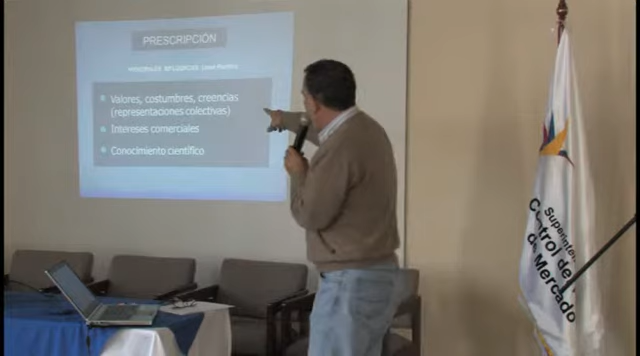 PRESCRIPCIÓN
Valores, costumbres, creencias
(representaciones colectivas)
Intereses comerciales
Conocimiento científico
Control de
de Mercado